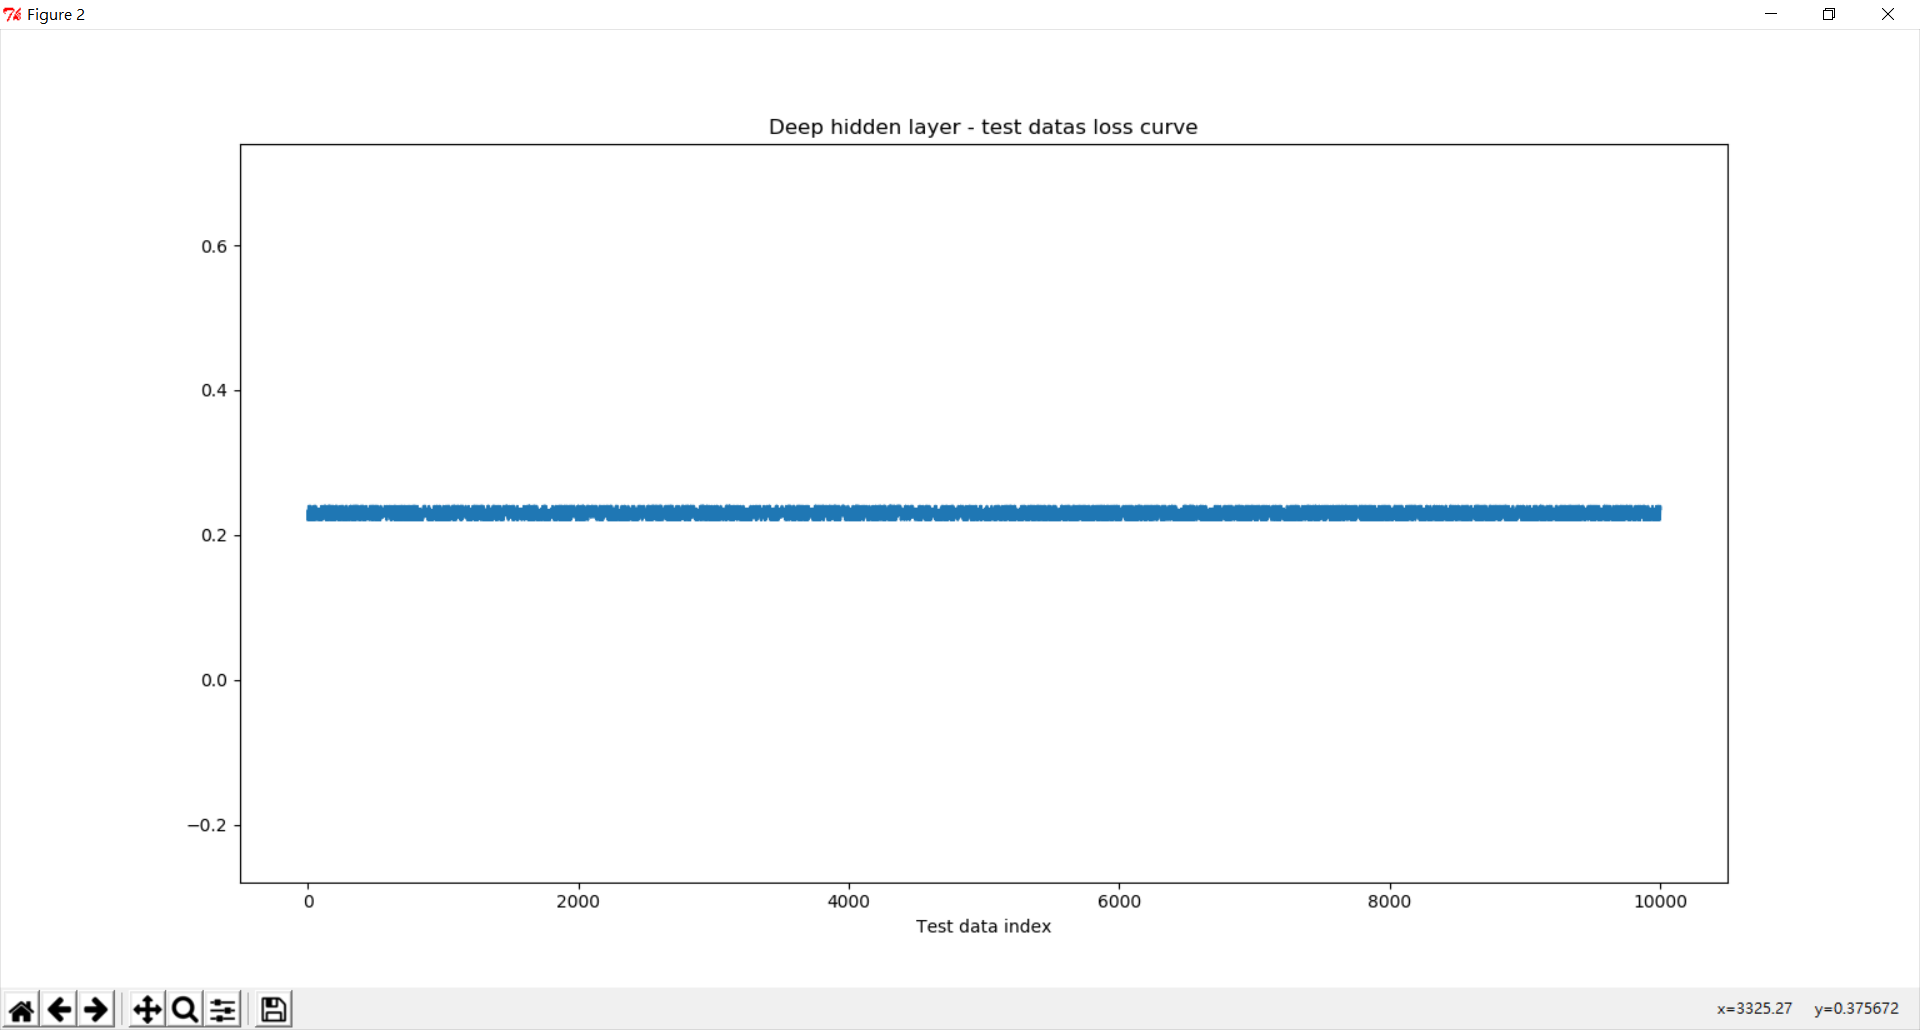 Figure 2
Deep hidden layer - test datas loss curve
0.6
0.4
0.2
0.0
−0.2
0 2000 4000 6000 8000 10000
Test data index
x=3325.27 y=0.375672